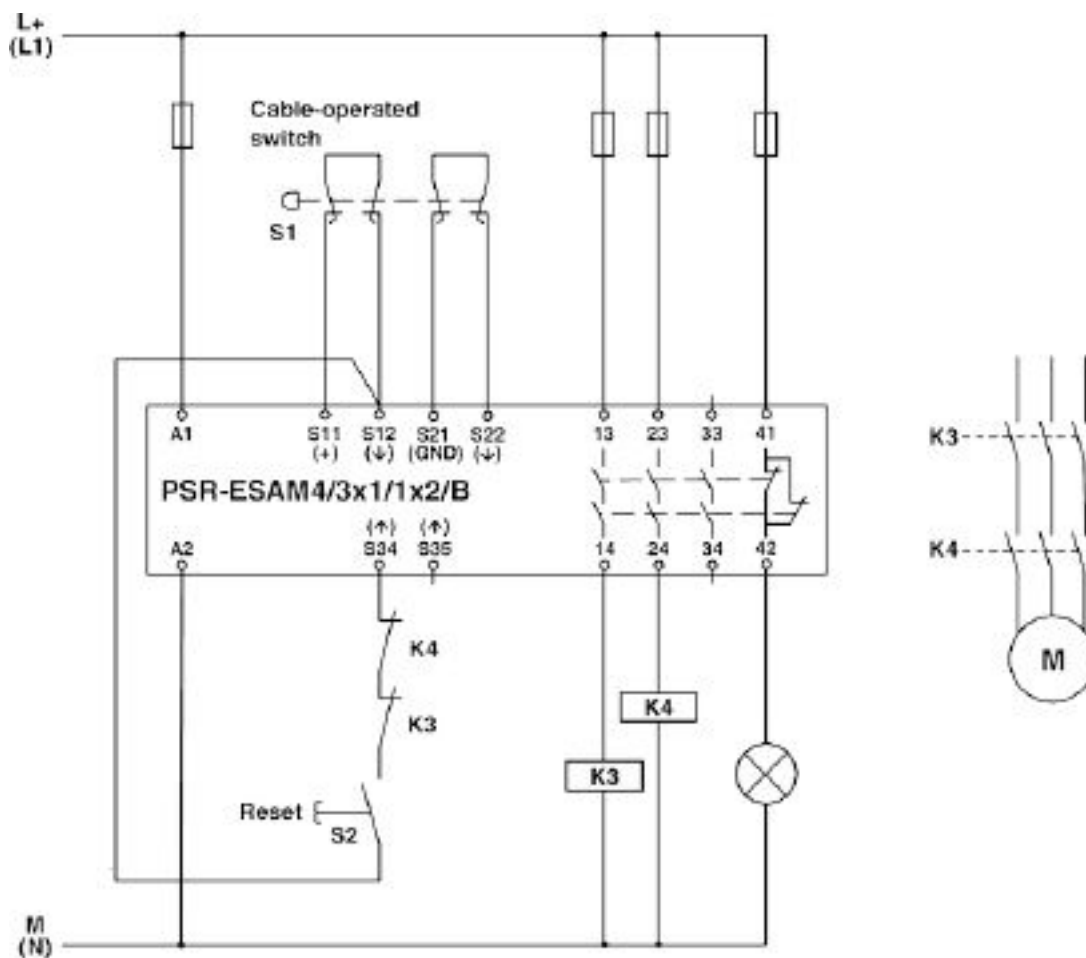 L+
(L1)
Cable-operated
switch
S1
A1 S11 S12 S21 S22 13 23 33 41
(+) (↓) (GND) (↓)
PSR-ESAM4/3x1/1x2/B
(↑) (↑)
A2 S34 S35 14 24 34 42
K3
K4
M
K4
K3
K4
K3
Reset
S2
M
(N)